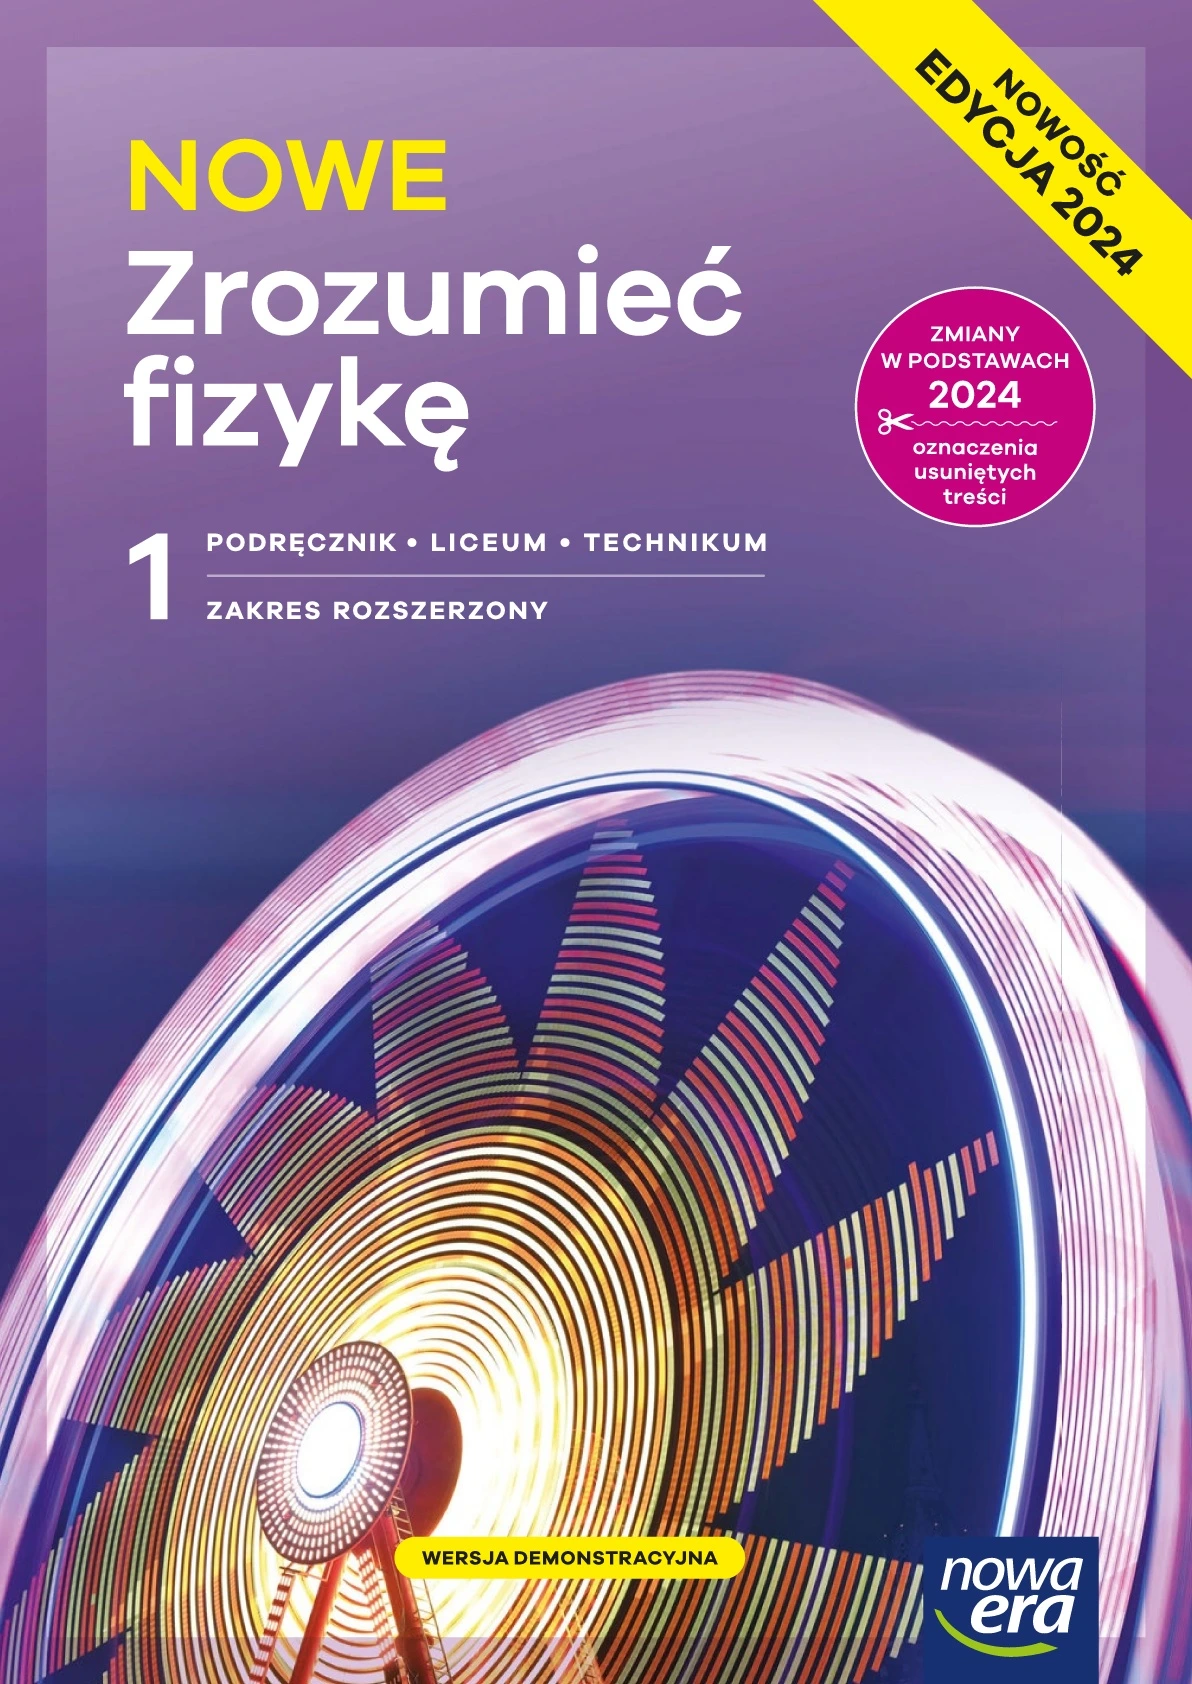 NOWOŚĆ
EDYCJA 2024
NOWE
Zrozumieć
fizykę
ZMIANY
W PODSTAWACH
2024
oznaczenia
usuniętych
treści
1
PODRĘCZNIK • LICEUM • TECHNIKUM
ZAKRES ROZSZERZONY
WERSJA DEMONSTRACYJNA
nowa
era